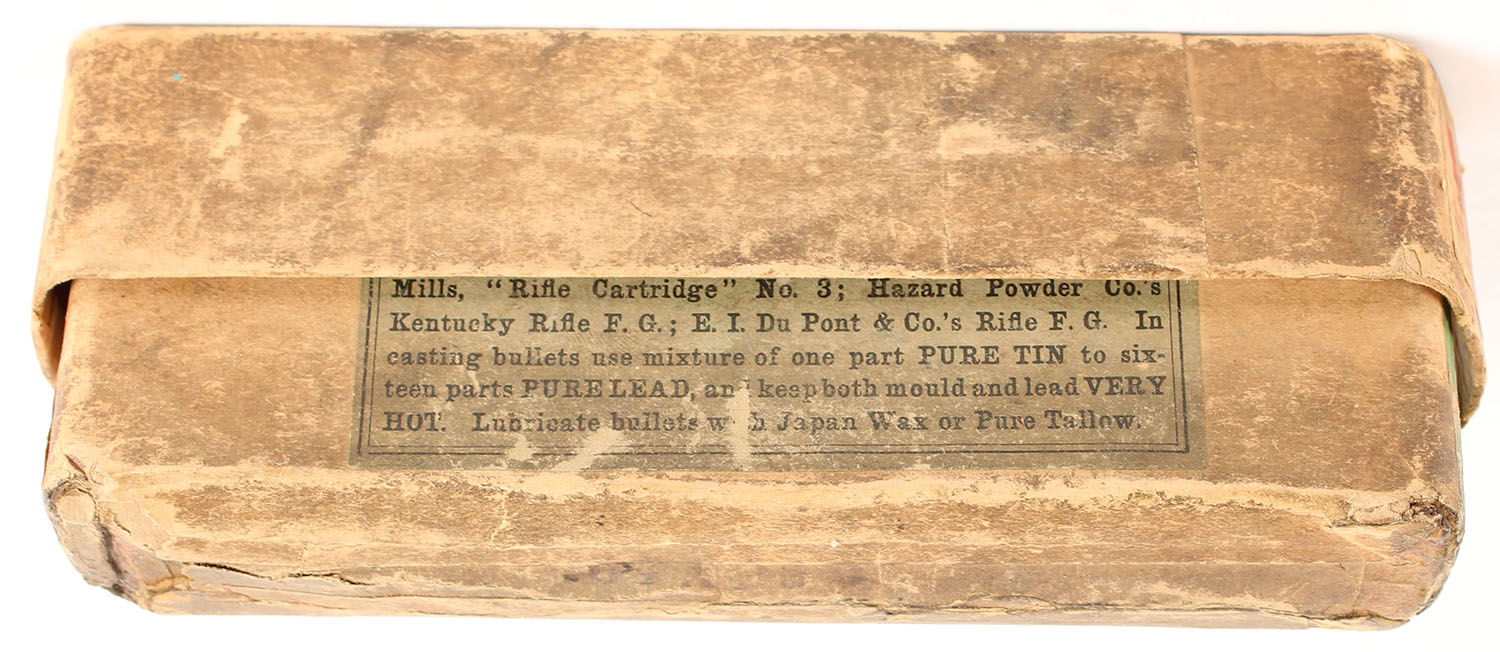 Mills, "Rifle Cartridge" No. 3; Hazard Powder Co.'s
Kentucky Rifle F. G.; E. I. Du Pont & Co.'s Rifle F. G. In
casting bullets use mixture of one part PURE TIN to six-
teen parts PURE LEAD, and keep both mould and lead VERY
HOT. Lubricate bullets with Japan Wax or Pure Tallow.